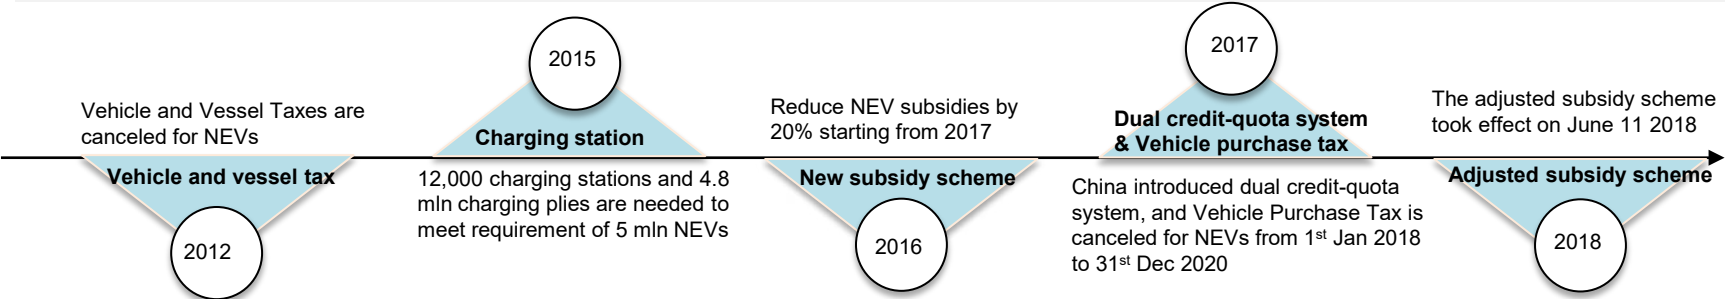 Vehicle and Vessel Taxes are
canceled for NEVs
Vehicle and vessel tax
2012
2015
Charging station
12,000 charging stations and 4.8
mln charging plies are needed to
meet requirement of 5 mln NEVs
Reduce NEV subsidies by
20% starting from 2017
New subsidy scheme
2016
2017
Dual credit-quota system
& Vehicle purchase tax
China introduced dual credit-quota
system, and Vehicle Purchase Tax is
canceled for NEVs from 1st Jan 2018
to 31st Dec 2020
The adjusted subsidy scheme
took effect on June 11 2018
Adjusted subsidy scheme
2018